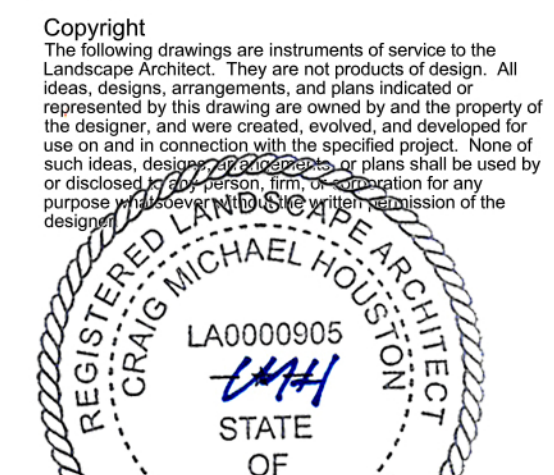 Copyright
The following drawings are instruments of service to the
Landscape Architect. They are not products of design. All
ideas, designs, arrangements, and plans indicated or
represented by this drawing are owned by and the property of
the designer, and were created, evolved, and developed for
use on and in connection with the specified project. None of
such ideas, designs, arrangements, or plans shall be used by
or disclosed to any person, firm, or corporation for any
purpose whatsoever without the written permission of the
designer.
REGISTERED LANDSCAPE ARCHITECT
CRAIG MICHAEL HOUSTON
LA0000905
STATE
OF